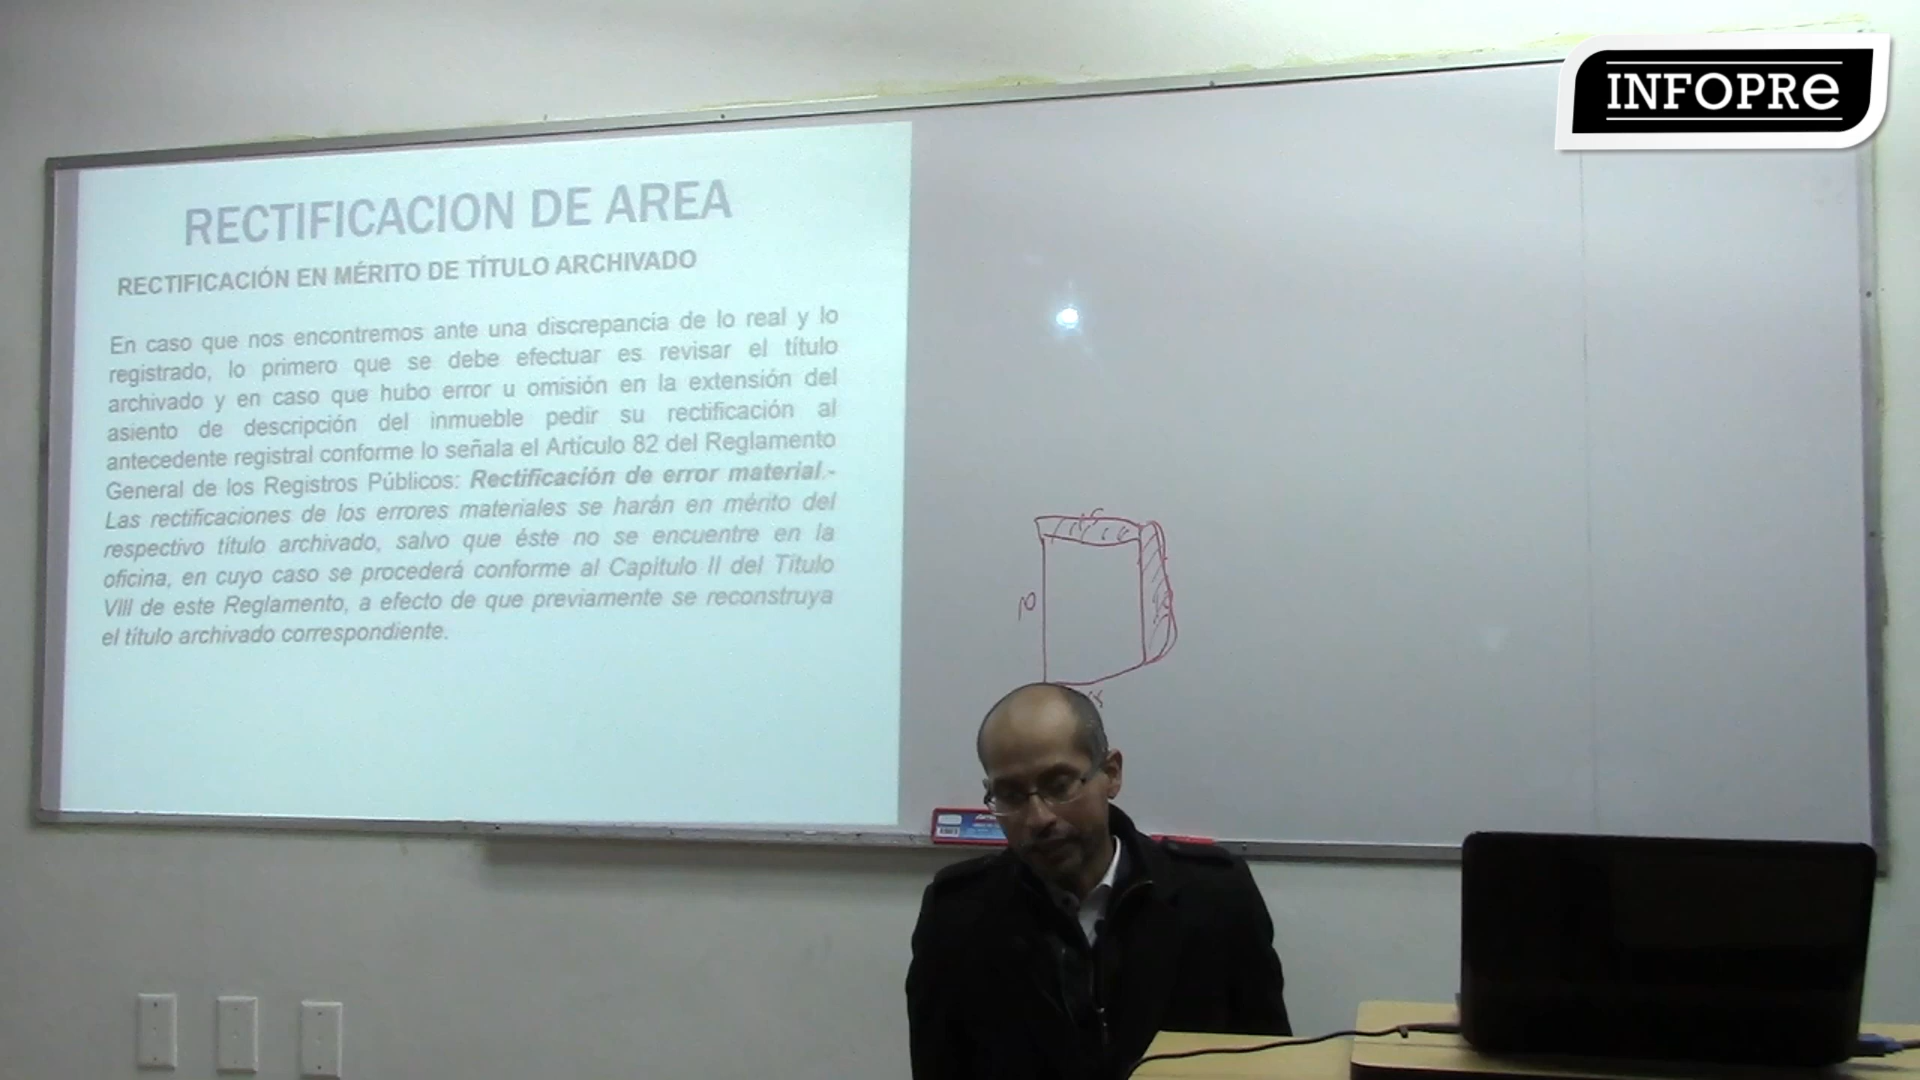 INFOPRe
RECTIFICACION DE AREA
RECTIFICACIÓN EN MÉRITO DE TÍTULO ARCHIVADO
En caso que nos encontremos ante una discrepancia de lo real y lo
registrado, lo primero que se debe efectuar es revisar el título
archivado y en caso que hubo error u omisión en la extensión del
asiento de descripción del inmueble pedir su rectificación al
antecedente registral conforme lo señala el Artículo 82 del Reglamento
General de los Registros Públicos: Rectificación de error material.-
Las rectificaciones de los errores materiales se harán en mérito del
respectivo título archivado, salvo que éste no se encuentre en la
oficina, en cuyo caso se procederá conforme al Capítulo II del Título
VIII de este Reglamento, a efecto de que previamente se reconstruya
el título archivado correspondiente.